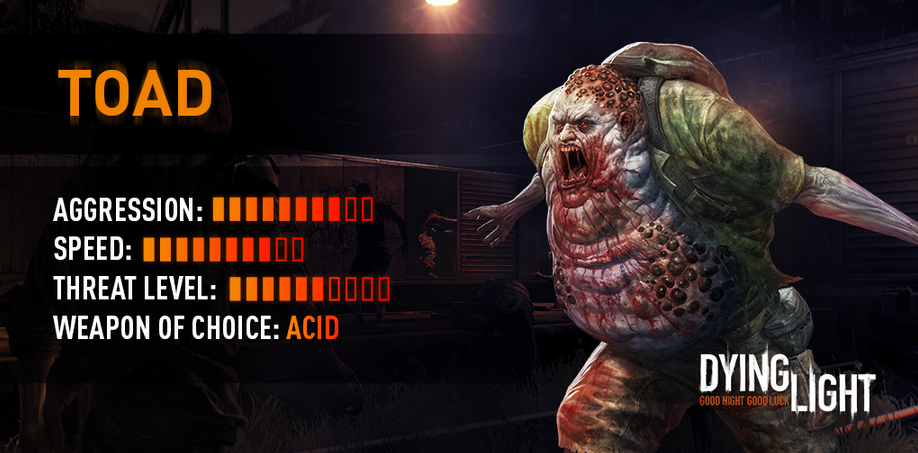 TOAD
AGGRESSION:
SPEED:
THREAT LEVEL:
WEAPON OF CHOICE: ACID
DYING
LIGHT
GOOD NIGHT GOOD LUCK